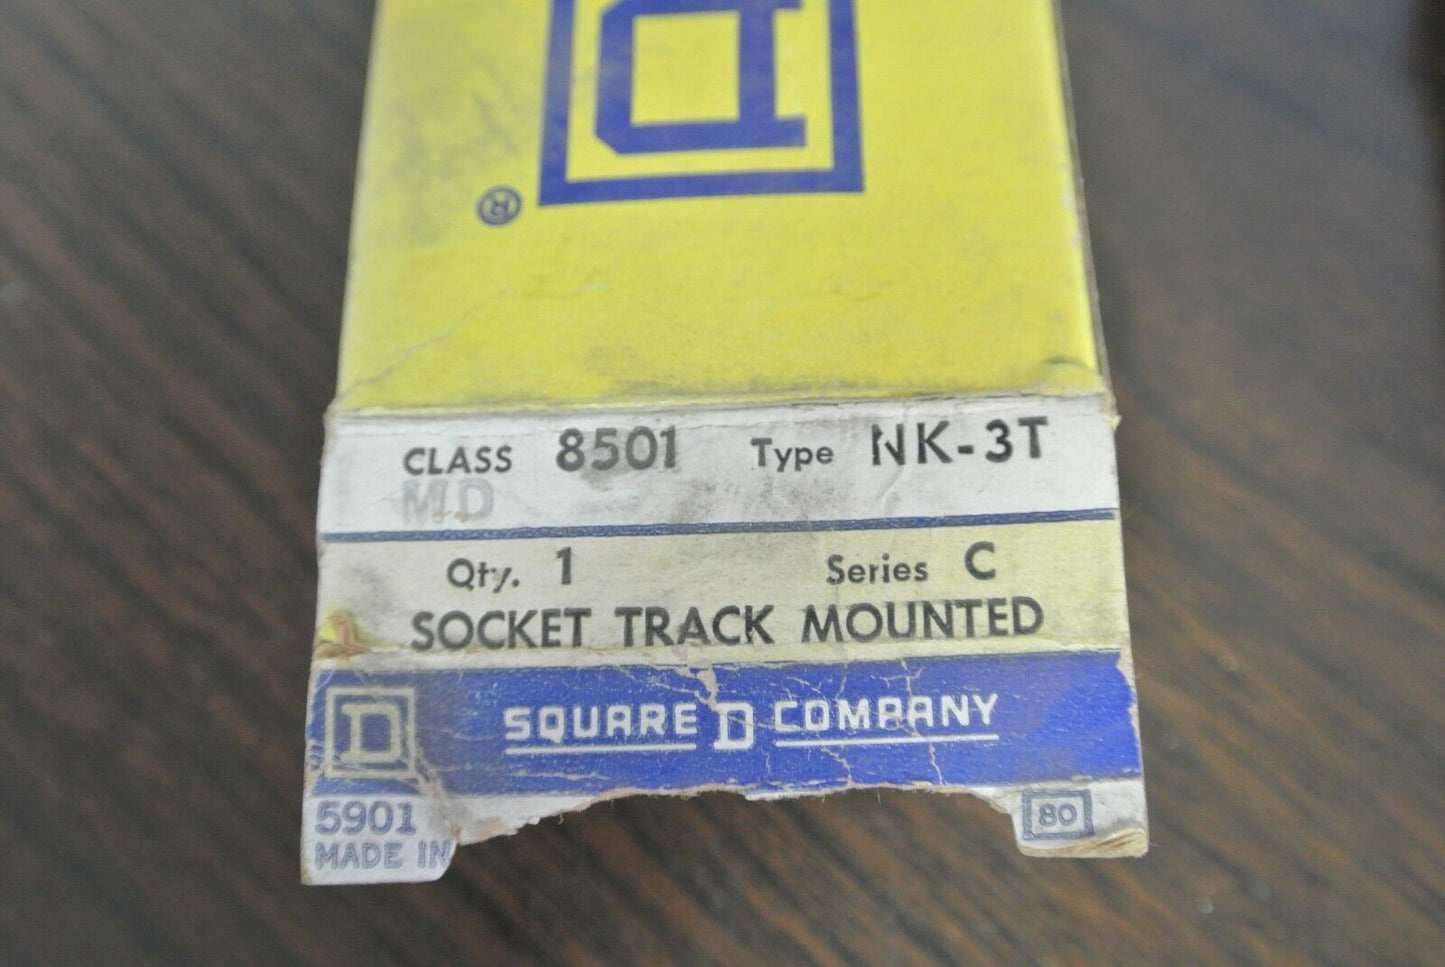 D
®
CLASS 8501 Type NK-3T
MD
Qty. 1 Series C
SOCKET TRACK MOUNTED
D SQUARE D COMPANY
5901 80
MADE IN